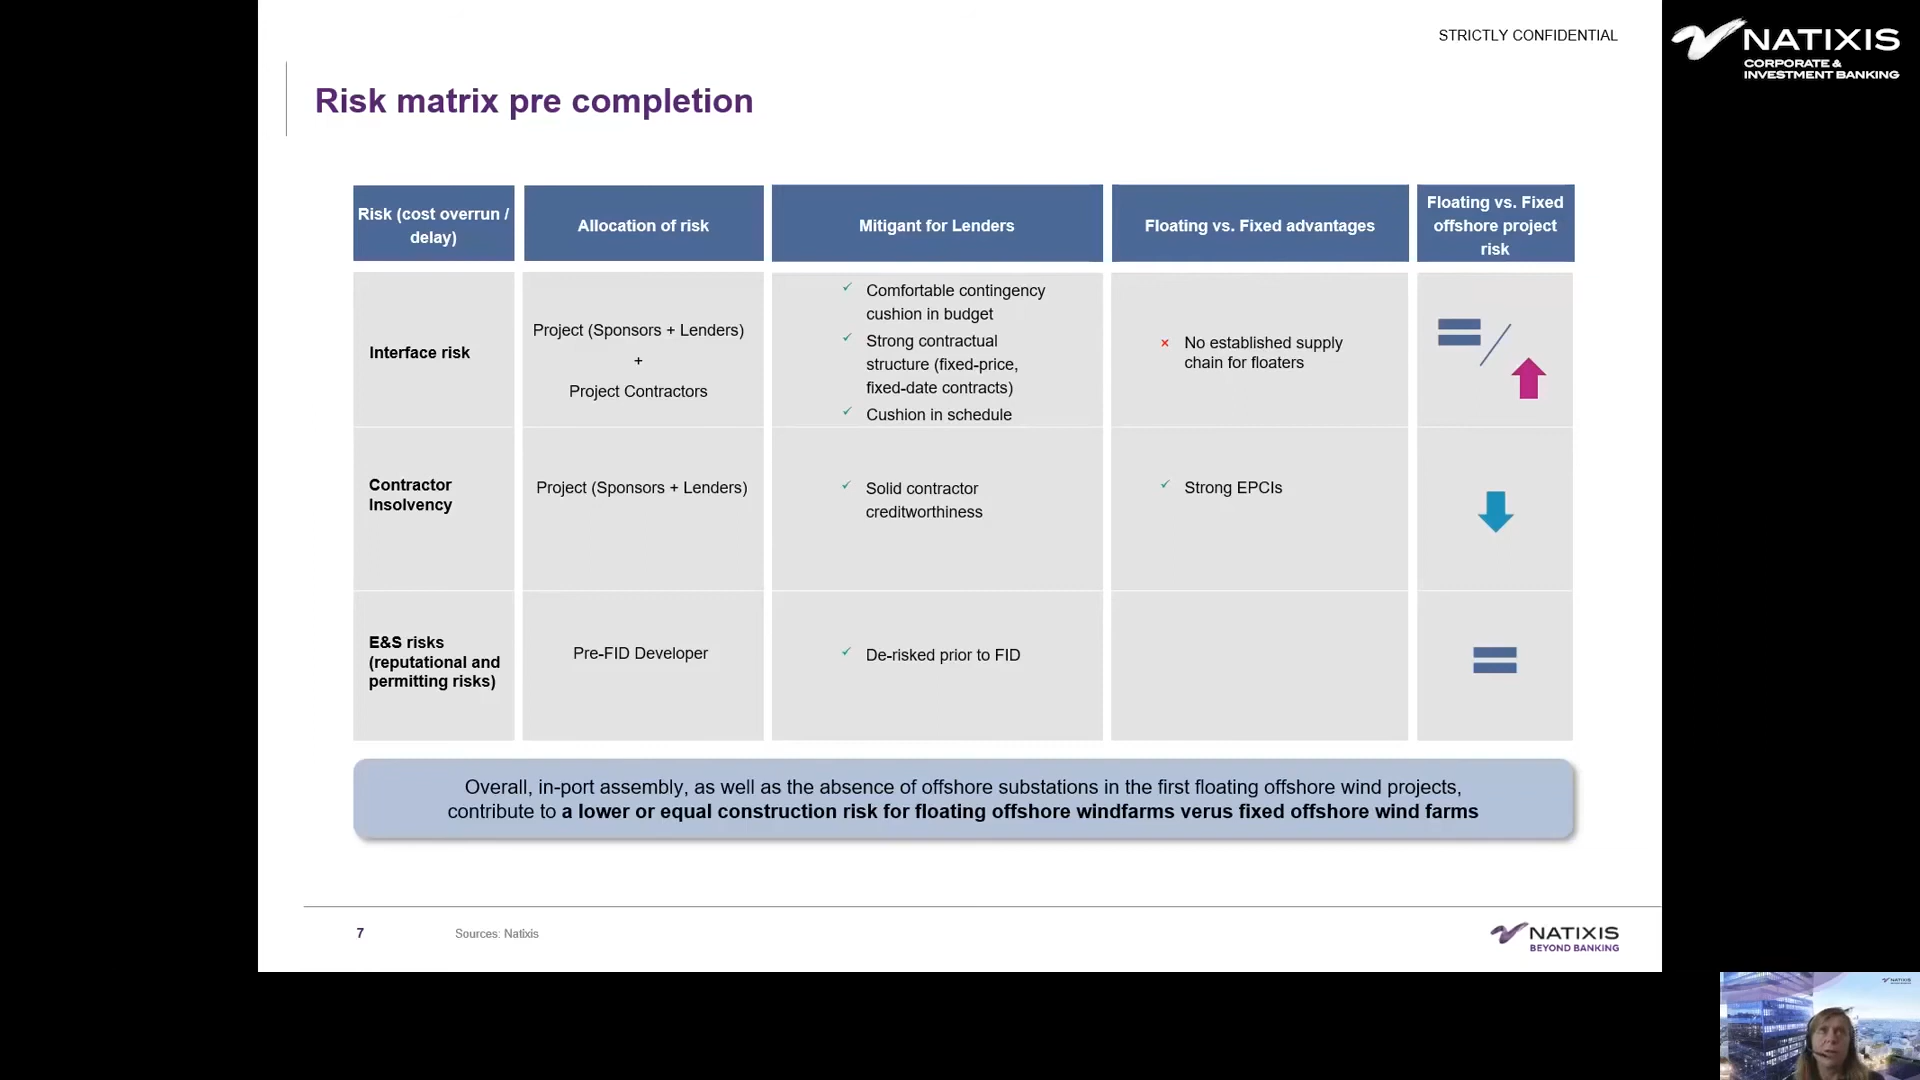 STRICTLY CONFIDENTIAL
NATIXIS
CORPORATE &
INVESTMENT BANKING
Risk matrix pre completion
Risk (cost overrun /
delay)
Allocation of risk
Mitigant for Lenders
Floating vs. Fixed advantages
Floating vs. Fixed
offshore project
risk
Interface risk
Project (Sponsors + Lenders)
+
Project Contractors
✓ Comfortable contingency
cushion in budget
✓ Strong contractual
structure (fixed-price,
fixed-date contracts)
✓ Cushion in schedule
× No established supply
chain for floaters
Contractor
Insolvency
Project (Sponsors + Lenders)
✓ Solid contractor
creditworthiness
✓ Strong EPCIs
E&S risks
(reputational and
permitting risks)
Pre-FID Developer
✓ De-risked prior to FID
Overall, in-port assembly, as well as the absence of offshore substations in the first floating offshore wind projects,
contribute to a lower or equal construction risk for floating offshore windfarms verus fixed offshore wind farms
7
Sources: Natixis
NATIXIS
BEYOND BANKING
NATIXIS